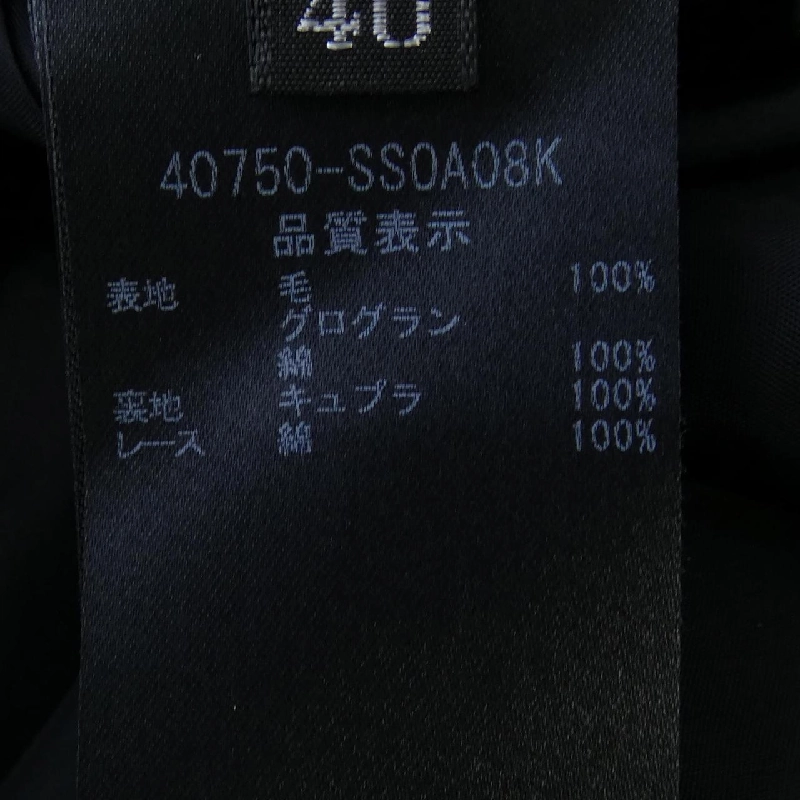 40
40750-SS0A08K
品質表示
表地 毛 100%
グログラン
綿 100%
裏地 キュプラ 100%
レース 綿 100%